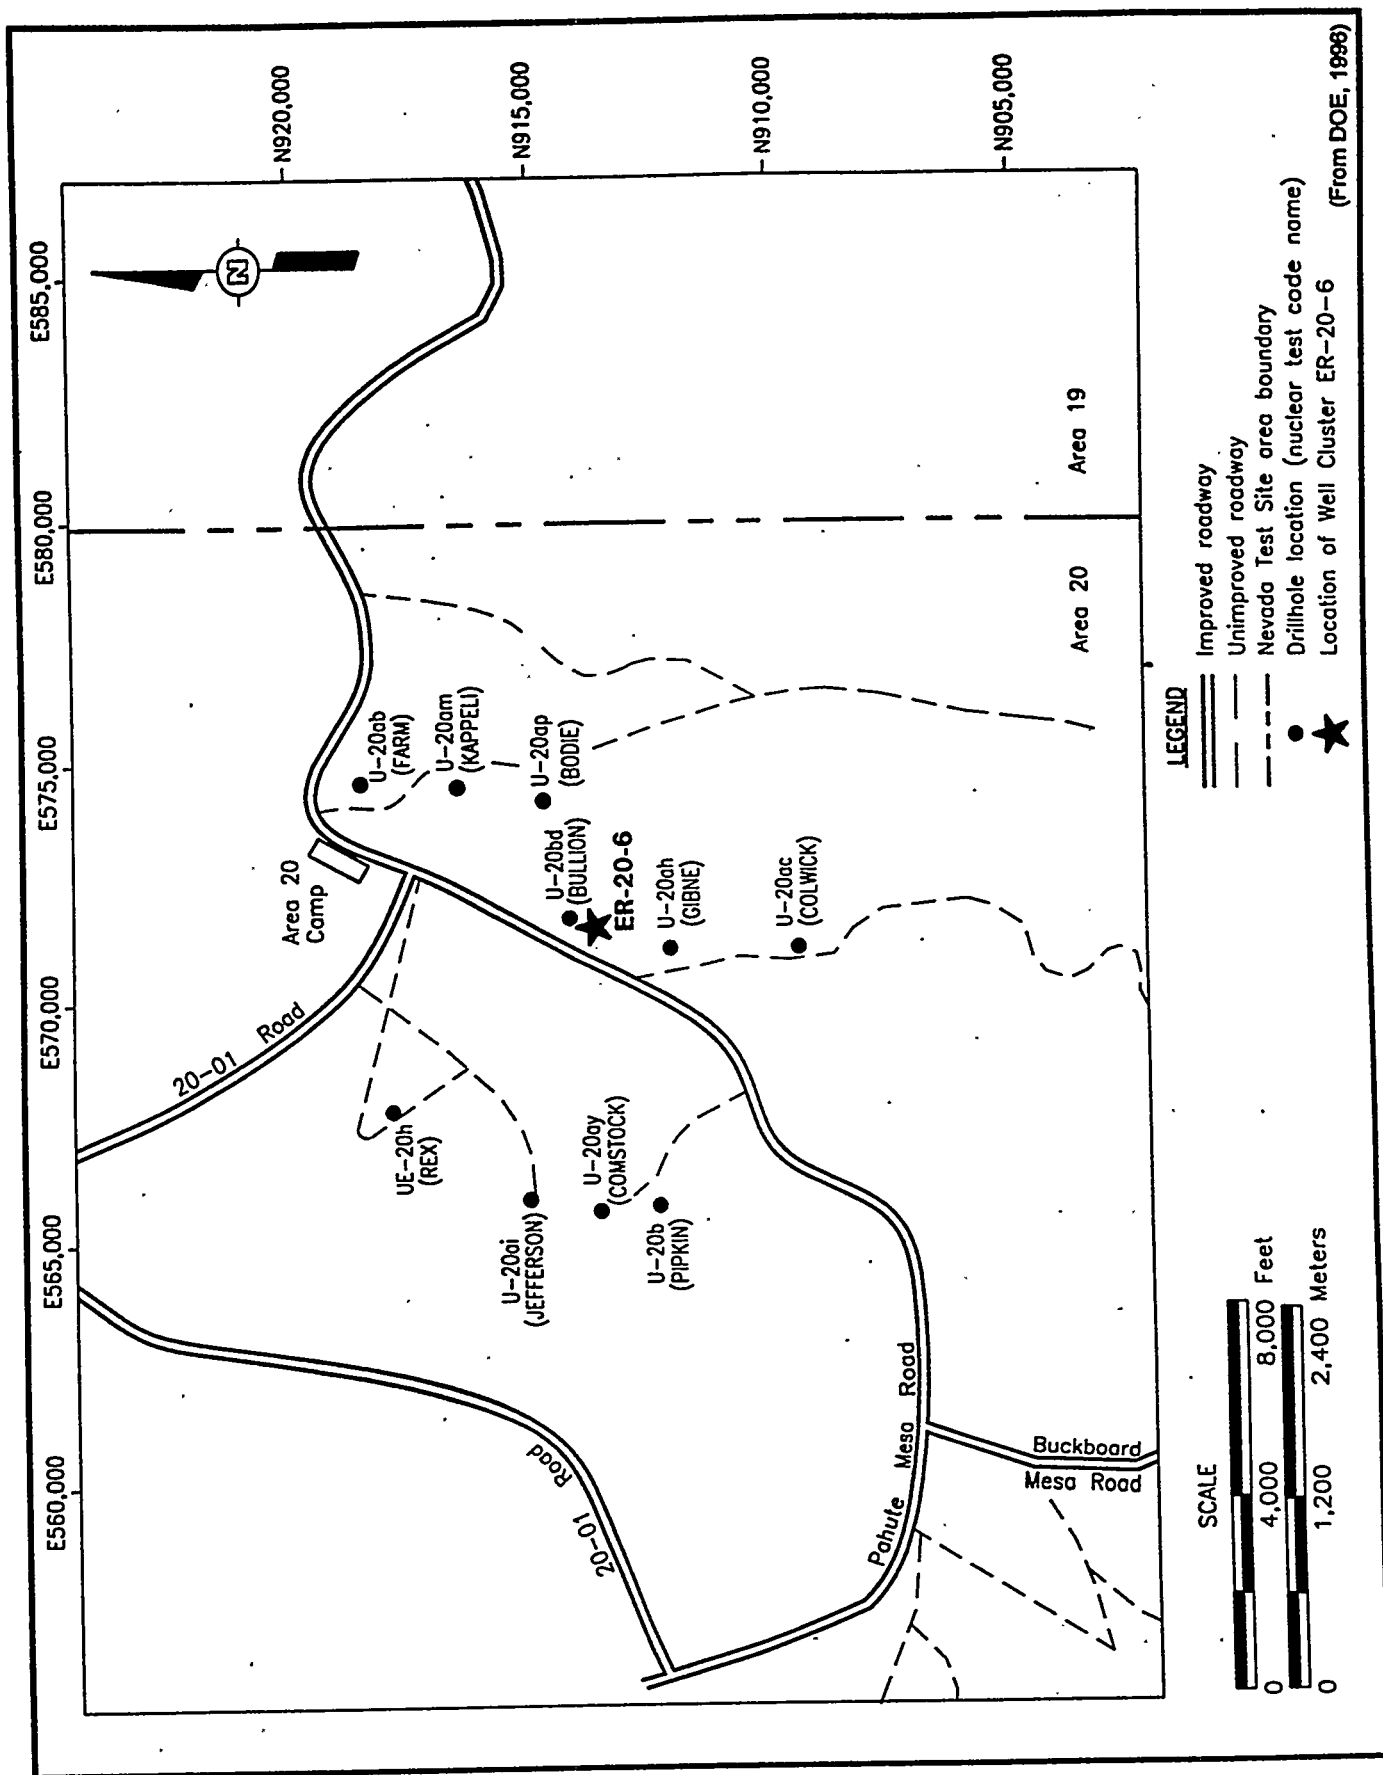 E560,000
E565,000
E570,000
E575,000
E580,000
E585,000
N920,000
N915,000
N910,000
N905,000
N
20-01 Road
20-01 Road
Area 20
Camp
U-20ab
(FARM)
U-20am
(KAPPELI)
U-20ap
(BODIE)
U-20bd
(BULLION)
ER-20-6
U-20ah
(GIBNE)
U-20ac
(COLWICK)
UE-20h
(REX)
U-20ai
(JEFFERSON)
U-20ay
(COMSTOCK)
U-20b
(PIPKIN)
Area 20
Area 19
Pahute Mesa Road
Buckboard
Mesa Road
SCALE
0 4,000 8,000 Feet
0 1,200 2,400 Meters
LEGEND
Improved roadway
Unimproved roadway
Nevada Test Site area boundary
Drillhole location (nuclear test code name)
Location of Well Cluster ER-20-6
(From DOE, 1996)